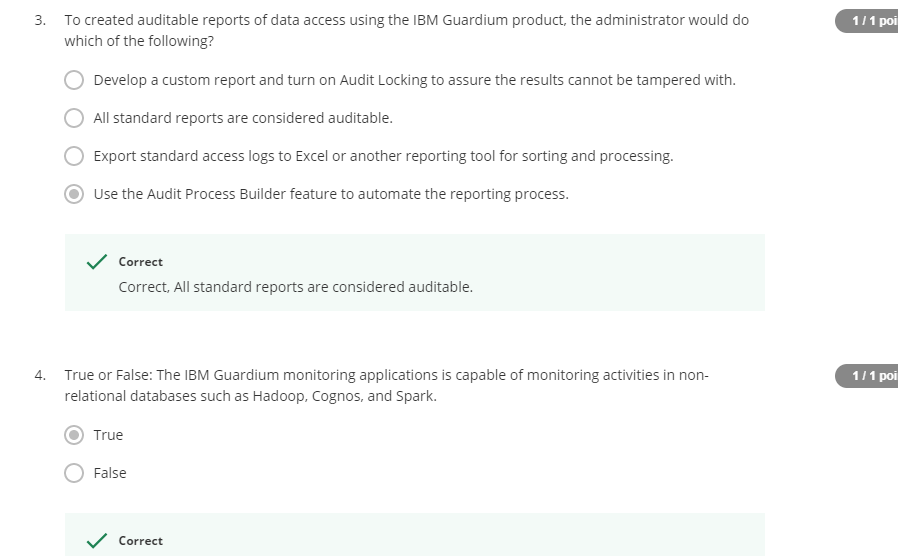 3. To created auditable reports of data access using the IBM Guardium product, the administrator would do
1 / 1 poi
which of the following?
Develop a custom report and turn on Audit Locking to assure the results cannot be tampered with.
All standard reports are considered auditable.
Export standard access logs to Excel or another reporting tool for sorting and processing.
Use the Audit Process Builder feature to automate the reporting process.
Correct
Correct, All standard reports are considered auditable.
4. True or False: The IBM Guardium monitoring applications is capable of monitoring activities in non-
1 / 1 poi
relational databases such as Hadoop, Cognos, and Spark.
True
False
Correct